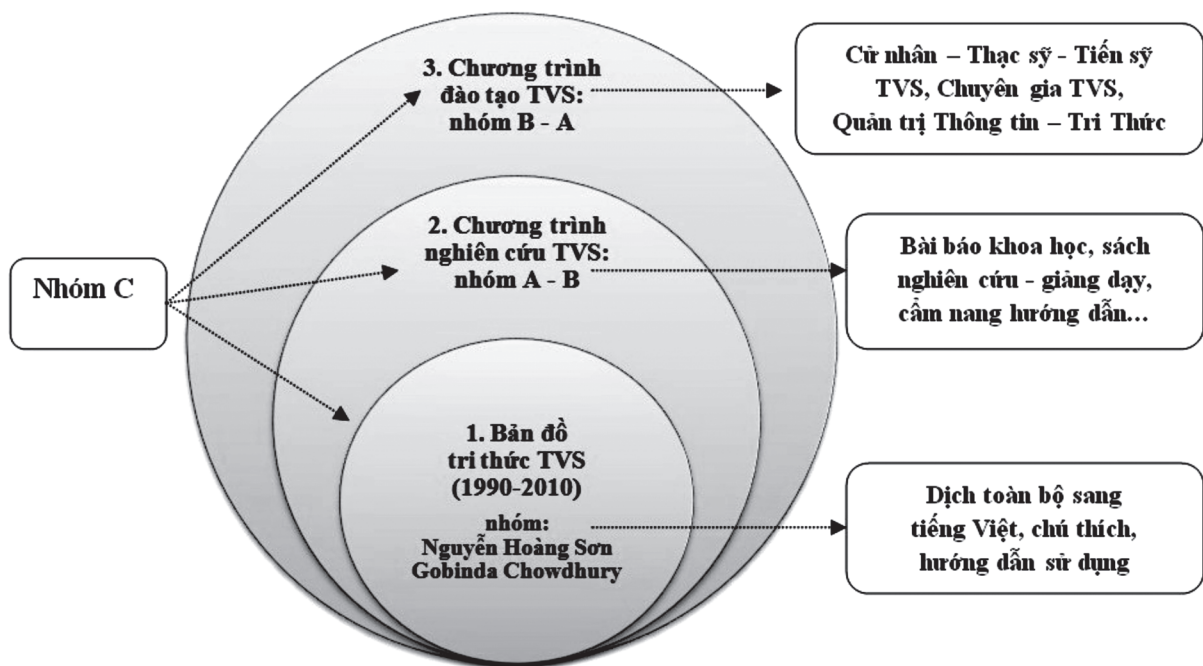 3. Chương trình
đào tạo TVS:
nhóm B - A
Cử nhân – Thạc sỹ - Tiến sỹ
TVS, Chuyên gia TVS,
Quản trị Thông tin – Tri Thức
2. Chương trình
nghiên cứu TVS:
nhóm A - B
Bài báo khoa học, sách
nghiên cứu - giảng dạy,
cẩm nang hướng dẫn...
Nhóm C
1. Bản đồ
tri thức TVS
(1990-2010)
nhóm:
Nguyễn Hoàng Sơn
Gobinda Chowdhury
Dịch toàn bộ sang
tiếng Việt, chú thích,
hướng dẫn sử dụng